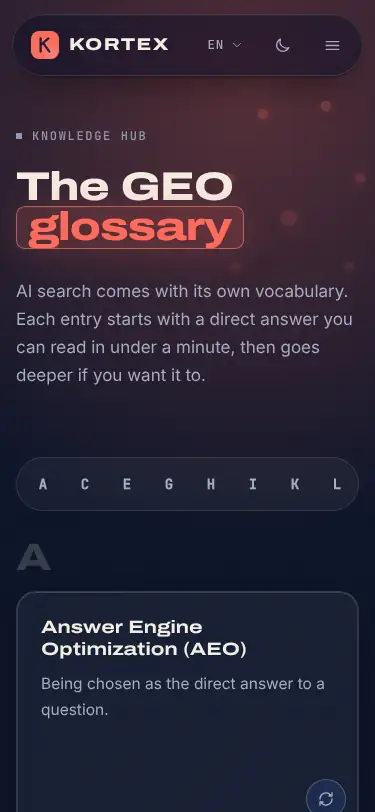 K KORTEX EN
KNOWLEDGE HUB
The GEO
glossary
AI search comes with its own vocabulary.
Each entry starts with a direct answer you
can read in under a minute, then goes
deeper if you want it to.
A C E G H I K L
A
Answer Engine
Optimization (AEO)
Being chosen as the direct answer to a
question.